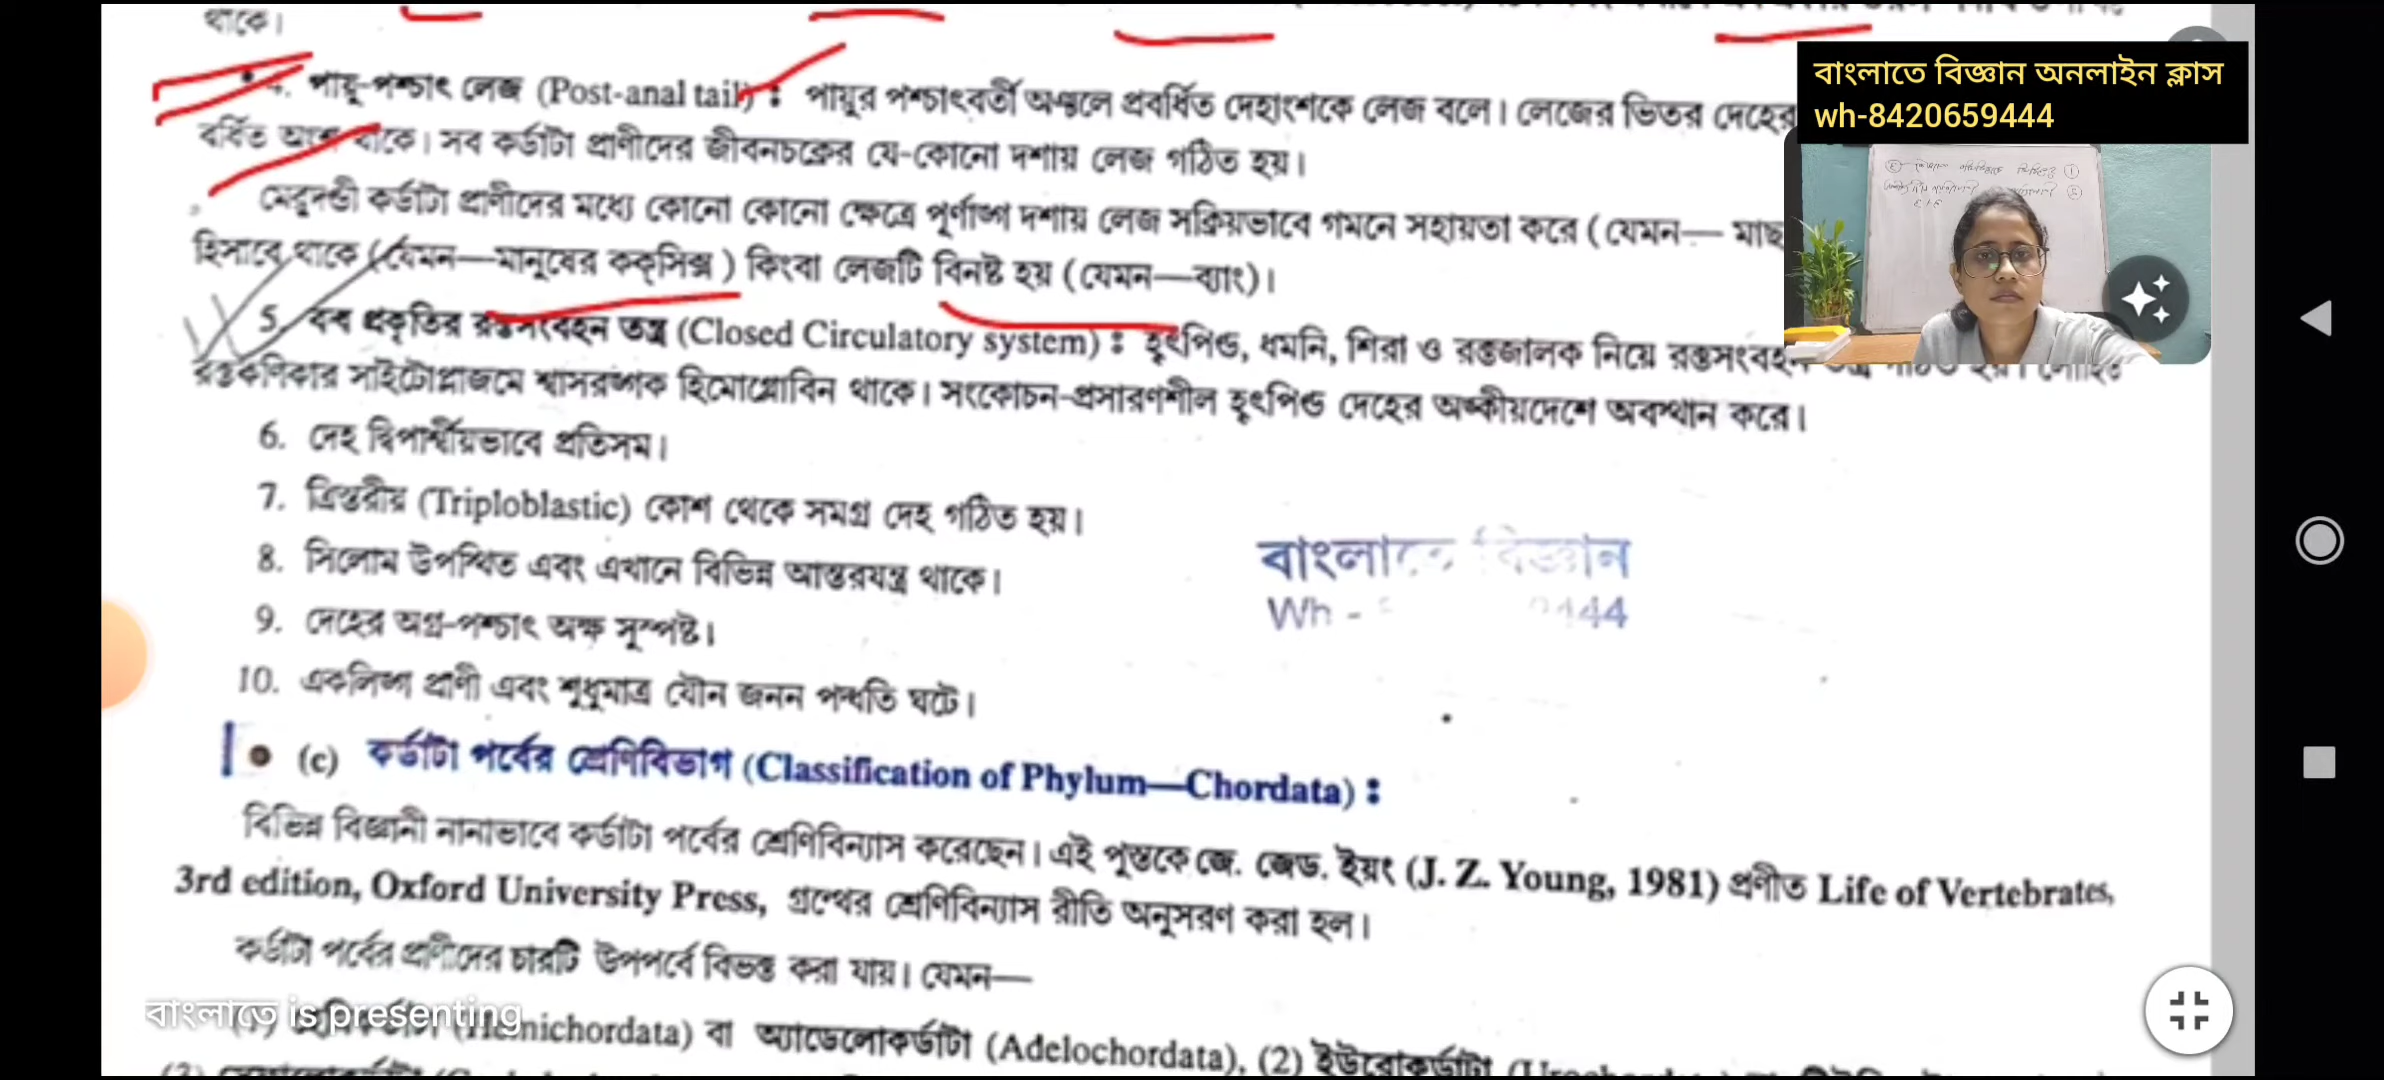 থাকে।
4. পায়ু-পশ্চাৎ লেজ (Post-anal tail) : পায়ুর পশ্চাৎবর্তী অঞ্চলে প্রবর্ধিত দেহাংশকে লেজ বলে। লেজের ভিতর দেহের
বাংলাতে বিজ্ঞান অনলাইন ক্লাস
wh-8420659444
বর্ধিত অংশ থাকে। সব কর্ডাটা প্রাণীদের জীবনচক্রের যে-কোনো দশায় লেজ গঠিত হয়।
মেরুদণ্ডী কর্ডাটা প্রাণীদের মধ্যে কোনো কোনো ক্ষেত্রে পূর্ণাঙ্গ দশায় লেজ সক্রিয়ভাবে গমনে সহায়তা করে (যেমন— মাছ
হিসাবে থাকে (যেমন—মানুষের কক্‌সিক্স) কিংবা লেজটি বিনষ্ট হয় (যেমন—ব্যাং)।
5. বদ্ধ প্রকৃতির রক্তসংবহন তন্ত্র (Closed Circulatory system) : হৃৎপিণ্ড, ধমনি, শিরা ও রক্তজালক নিয়ে রক্তসংবহন
রক্তকণিকার সাইটোপ্লাজমে শ্বাসরঞ্জক হিমোগ্লোবিন থাকে। সংকোচন-প্রসারণশীল হৃৎপিণ্ড দেহের অঙ্কীয়দেশে অবস্থান করে।
6. দেহ দ্বিপার্শ্বীয়ভাবে প্রতিসম।
7. ত্রিস্তরীয় (Triploblastic) কোশ থেকে সমগ্র দেহ গঠিত হয়।
8. সিলোম উপস্থিত এবং এখানে বিভিন্ন আন্তরযন্ত্র থাকে।
9. দেহের অগ্র-পশ্চাৎ অক্ষ সুস্পষ্ট।
10. একলিঙ্গ প্রাণী এবং শুধুমাত্র যৌন জনন পদ্ধতি ঘটে।
বাংলাতে বিজ্ঞান
Wh -
● (c) কর্ডাটা পর্বের শ্রেণিবিভাগ (Classification of Phylum—Chordata) :
বিভিন্ন বিজ্ঞানী নানাভাবে কর্ডাটা পর্বের শ্রেণিবিন্যাস করেছেন। এই পুস্তকে জে. জেড. ইয়ং (J. Z. Young, 1981) প্রণীত Life of Vertebrates,
3rd edition, Oxford University Press, গ্রন্থের শ্রেণিবিন্যাস রীতি অনুসরণ করা হল।
কর্ডাটা পর্বের প্রাণীদের চারটি উপপর্বে বিভক্ত করা যায়। যেমন—
বাংলাতে is presenting
(Hemichordata) বা অ্যাডেলোকর্ডাটা (Adelochordata), (2) ইউরোকর্ডাটা